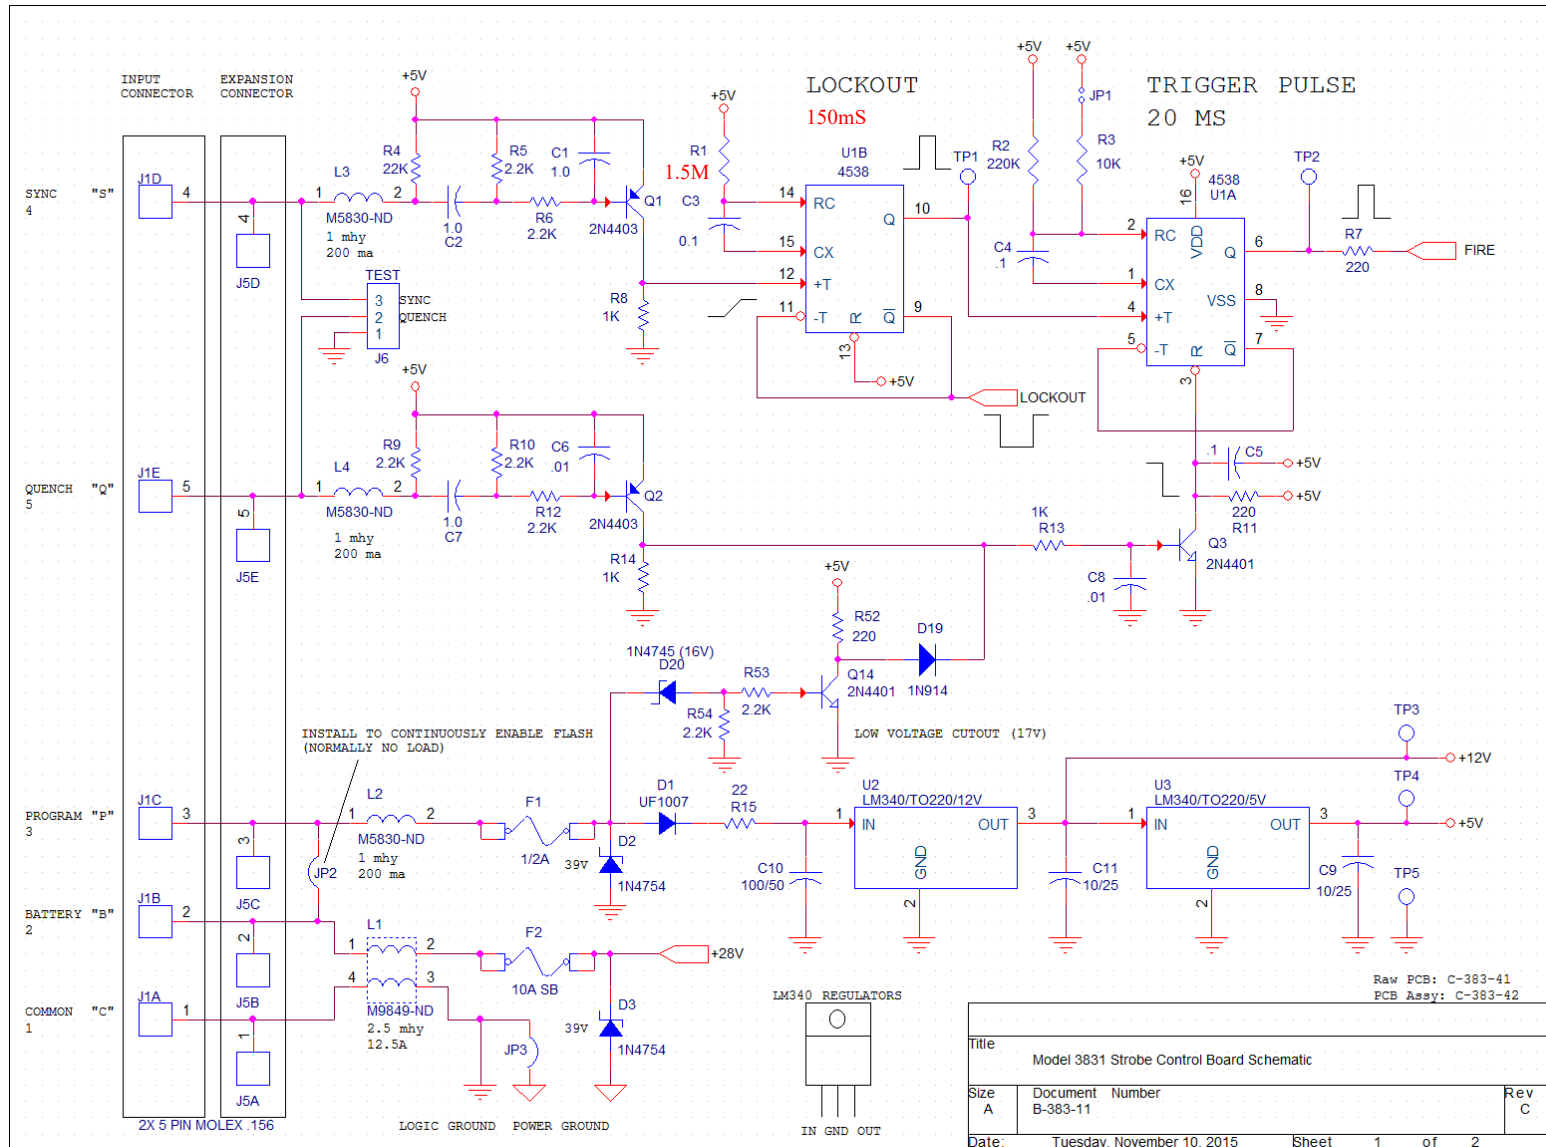 INPUT
CONNECTOR
EXPANSION
CONNECTOR
+5V
LOCKOUT
150mS
TRIGGER PULSE
20 MS
+5V
+5V
+5V
JP1
R4
22K
R5
2.2K
C1
1.0
R1
1.5M
U1B
4538
TP1
R2
220K
R3
10K
+5V
4538
U1A
TP2
SYNC "S"
4
J1D
4
4
J5D
L3
1
2
M5830-ND
1 mhy
200 ma
1.0
C2
R6
2.2K
Q1
2N4403
C3
0.1
14
RC
15
CX
12
+T
11
-T
R
13
Q
10
QI
9
+5V
16
VDD
2
RC
C4
.1
1
CX
4
+T
5
-T
R
3
Q
6
VSS
8
QI
7
R7
220
FIRE
TEST
3
SYNC
2
QUENCH
1
J6
R8
1K
LOCKOUT
+5V
R9
2.2K
R10
2.2K
C6
.01
.1
C5
+5V
+5V
220
R11
QUENCH "Q"
5
J1E
5
5
J5E
L4
1
2
M5830-ND
1 mhy
200 ma
1.0
C7
R12
2.2K
Q2
2N4403
R14
1K
1K
R13
C8
.01
Q3
2N4401
+5V
R52
220
D19
1N914
1N4745 (16V)
D20
R53
2.2K
R54
2.2K
Q14
2N4401
LOW VOLTAGE CUTOUT (17V)
INSTALL TO CONTINUOUSLY ENABLE FLASH
(NORMALLY NO LOAD)
TP3
+12V
TP4
+5V
TP5
PROGRAM "P"
3
J1C
3
3
J5C
L2
1
2
M5830-ND
1 mhy
200 ma
JP2
F1
1/2A
D1
UF1007
22
R15
39V
D2
1N4754
U2
LM340/TO220/12V
1
IN
OUT
3
GND
2
C10
100/50
C11
10/25
U3
LM340/TO220/5V
1
IN
OUT
3
GND
2
C9
10/25
BATTERY "B"
2
J1B
2
2
J5B
L1
1
2
4
3
M9849-ND
2.5 mhy
12.5A
F2
10A SB
+28V
39V
D3
1N4754
COMMON "C"
1
J1A
1
1
J5A
JP3
2X 5 PIN MOLEX .156
LOGIC GROUND
POWER GROUND
LM340 REGULATORS
IN GND OUT
Raw PCB: C-383-41
PCB Assy: C-383-42
Title
Model 3831 Strobe Control Board Schematic
Size
A
Document Number
B-383-11
Rev
C
Date: Tuesday, November 10, 2015 Sheet 1 of 2